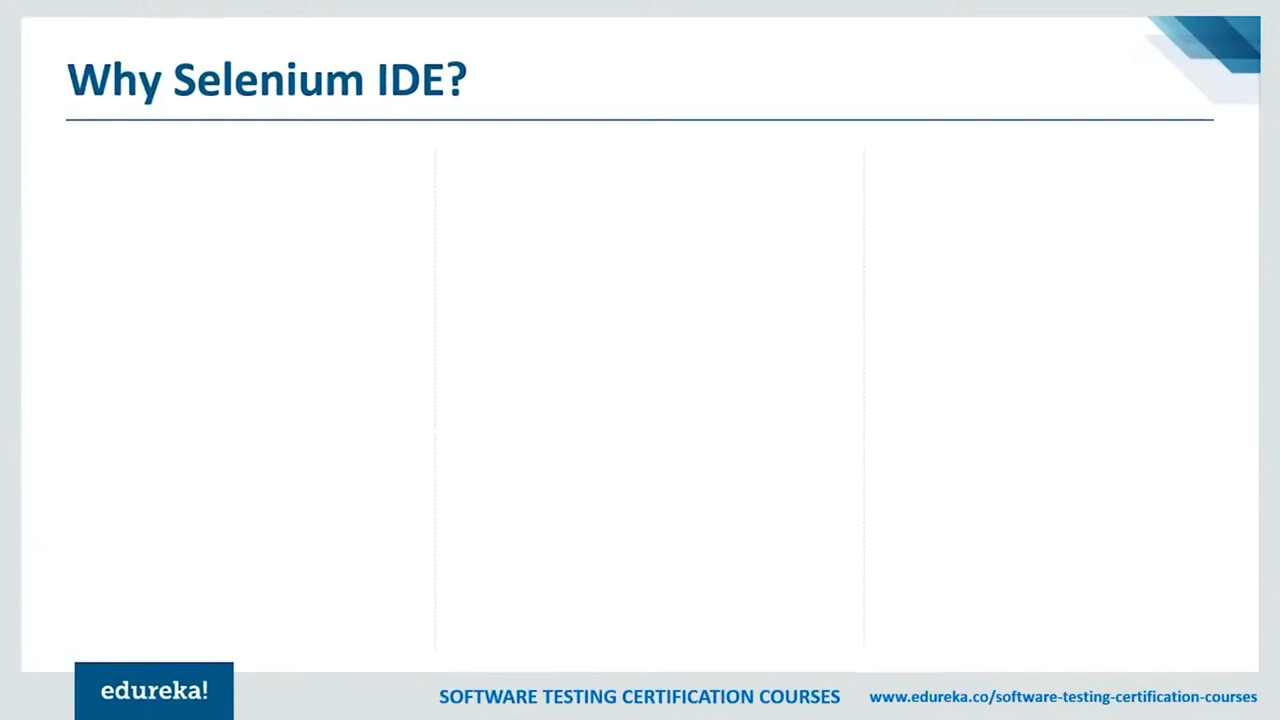 Why Selenium IDE?
edureka!
SOFTWARE TESTING CERTIFICATION COURSES
www.edureka.co/software-testing-certification-courses